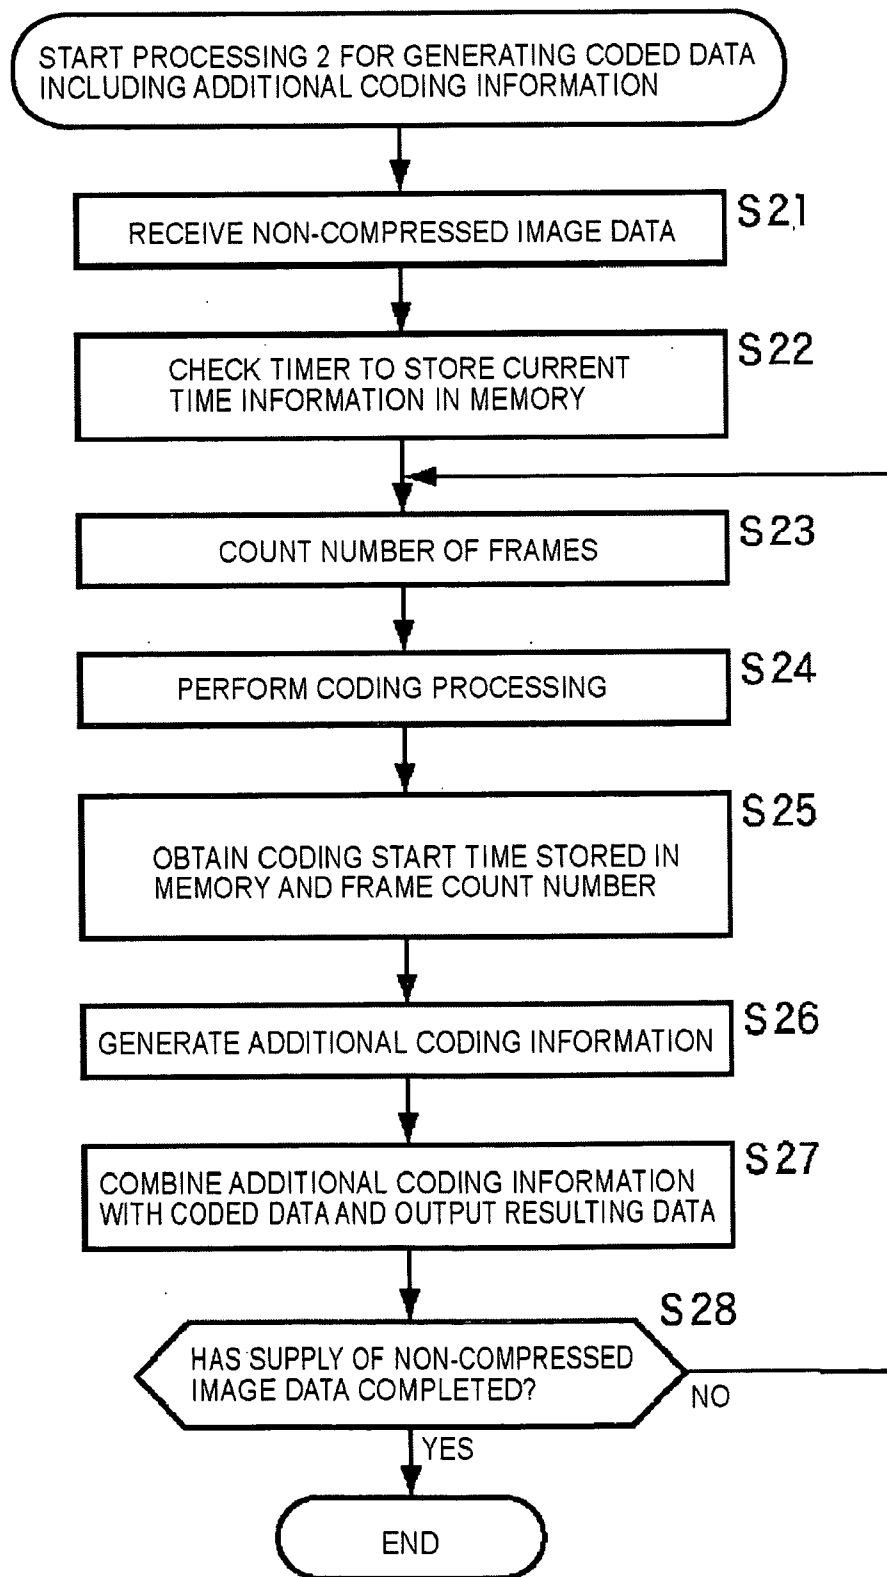 START PROCESSING 2 FOR GENERATING CODED DATA
INCLUDING ADDITIONAL CODING INFORMATION
S21
RECEIVE NON-COMPRESSED IMAGE DATA
S22
CHECK TIMER TO STORE CURRENT
TIME INFORMATION IN MEMORY
S23
COUNT NUMBER OF FRAMES
S24
PERFORM CODING PROCESSING
S25
OBTAIN CODING START TIME STORED IN
MEMORY AND FRAME COUNT NUMBER
S26
GENERATE ADDITIONAL CODING INFORMATION
S27
COMBINE ADDITIONAL CODING INFORMATION
WITH CODED DATA AND OUTPUT RESULTING DATA
S28
HAS SUPPLY OF NON-COMPRESSED
IMAGE DATA COMPLETED?
NO
YES
END